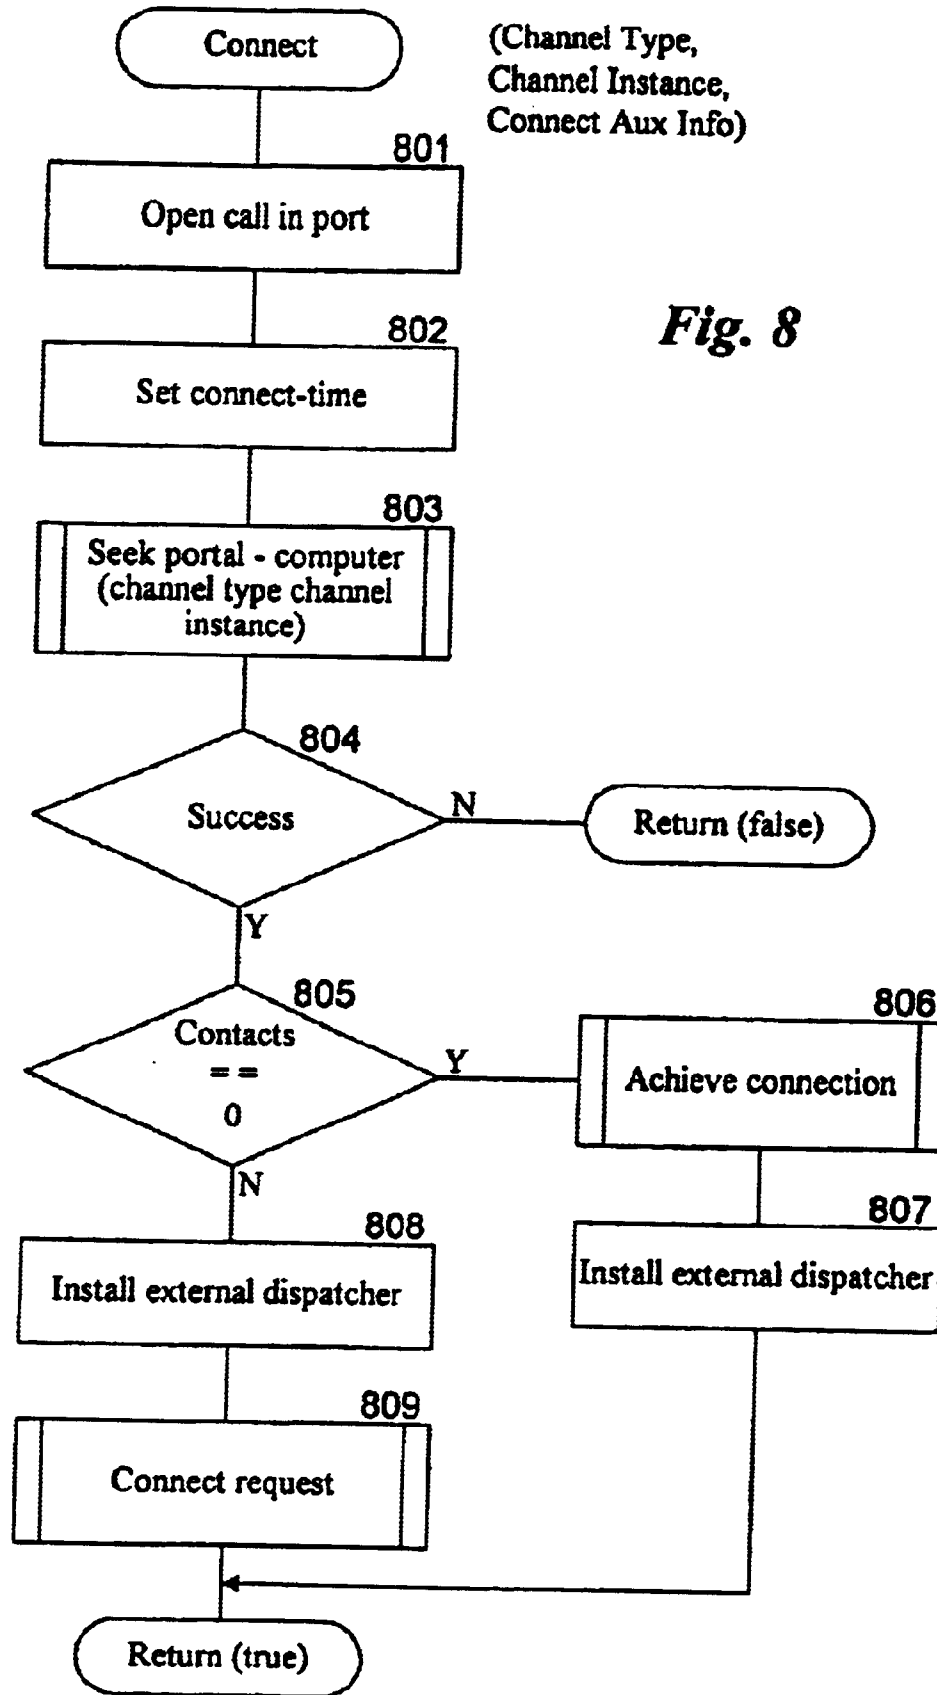 Connect
(Channel Type,
Channel Instance,
Connect Aux Info)
801
Open call in port
Fig. 8
802
Set connect-time
803
Seek portal - computer
(channel type channel
instance)
804
Success
N
Return (false)
Y
805
Contacts
= =
0
Y
806
Achieve connection
N
807
Install external dispatcher
808
Install external dispatcher
809
Connect request
Return (true)